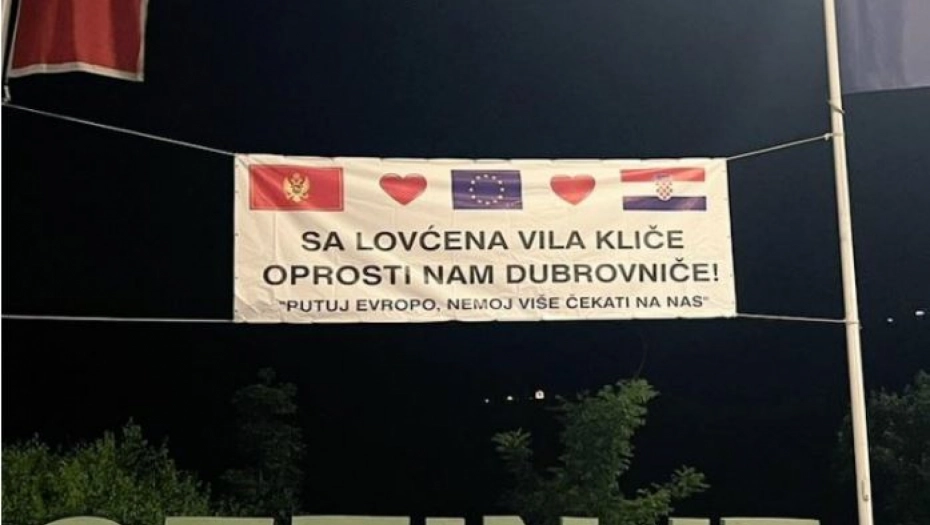 SA LOVĆENA VILA KLIČE
OPROSTI NAM DUBROVNIČE!
"PUTUJ EVROPO, NEMOJ VIŠE ČEKATI NA NAS"